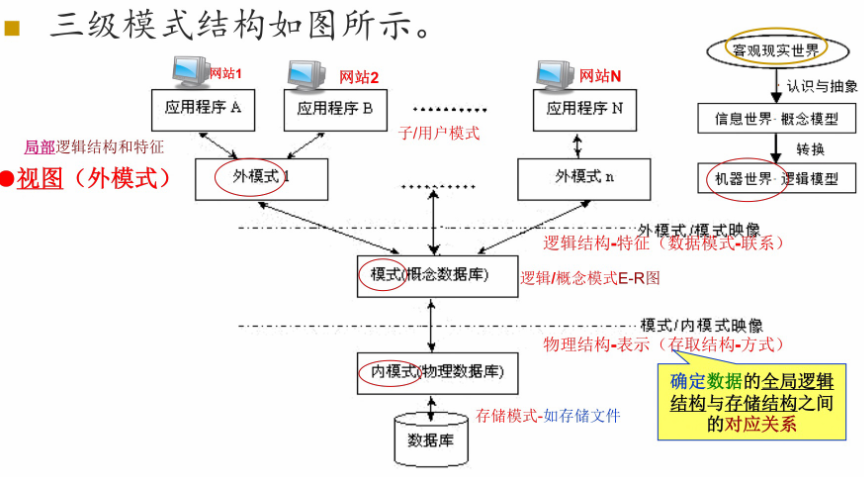 三级模式结构如图所示。
网站1
网站2
网站N
应用程序 A
应用程序 B
应用程序 N
子/用户模式
局部逻辑结构和特征
视图（外模式）
外模式 1
外模式 n
外模式/模式映像
逻辑结构-特征（数据模式-联系）
模式(概念数据库)
逻辑/概念模式E-R图
模式/内模式映像
物理结构-表示（存取结构-方式）
内模式(物理数据库)
存储模式-如存储文件
数据库
客观现实世界
认识与抽象
信息世界·概念模型
转换
机器世界·逻辑模型
确定数据的全局逻辑
结构与存储结构之间
的对应关系